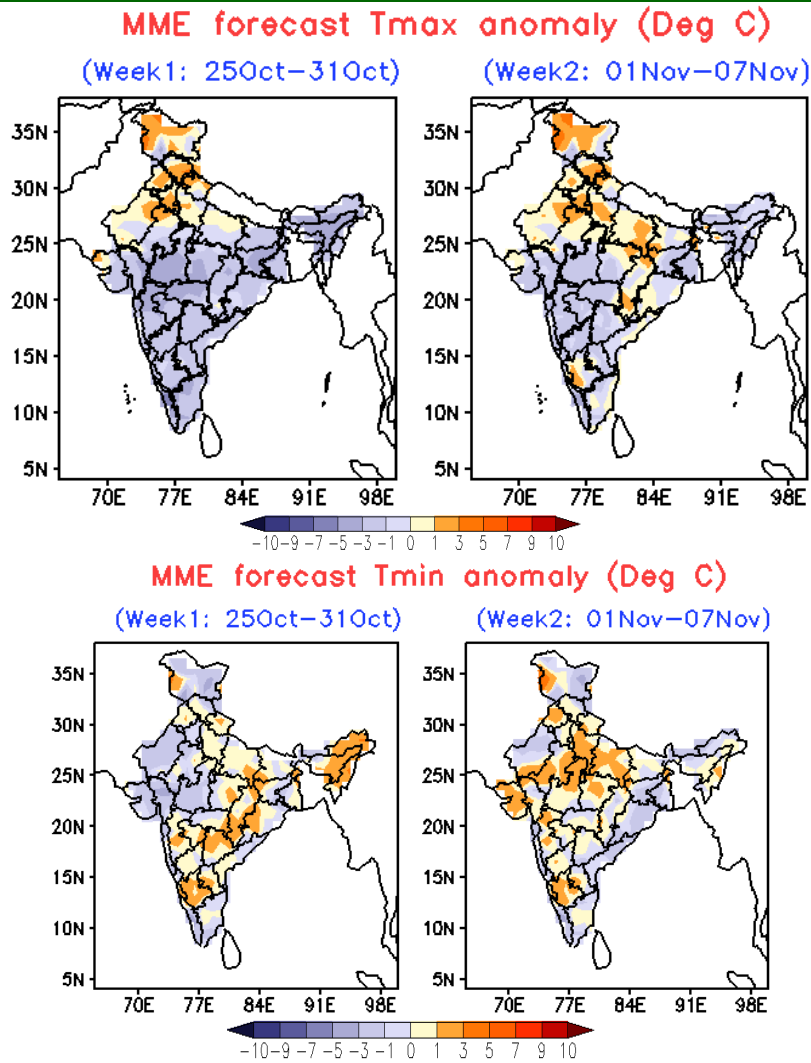 MME forecast Tmax anomaly (Deg C)
(Week1: 25Oct-31Oct) (Week2: 01Nov-07Nov)
35N 35N
30N 30N
25N 25N
20N 20N
15N 15N
10N 10N
5N 5N
70E 77E 84E 91E 98E 70E 77E 84E 91E 98E
-10 -9 -7 -5 -3 -1 0 1 3 5 7 9 10
MME forecast Tmin anomaly (Deg C)
(Week1: 25Oct-31Oct) (Week2: 01Nov-07Nov)
35N 35N
30N 30N
25N 25N
20N 20N
15N 15N
10N 10N
5N 5N
70E 77E 84E 91E 98E 70E 77E 84E 91E 98E
-10 -9 -7 -5 -3 -1 0 1 3 5 7 9 10